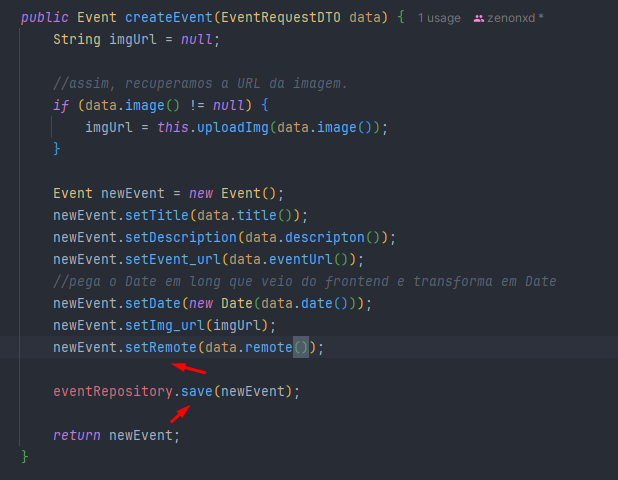 public Event createEvent(EventRequestDTO data) { 1 usage zenonxd *
String imgUrl = null;
//assim, recuperamos a URL da imagem.
if (data.image() != null) {
imgUrl = this.uploadImg(data.image());
}
Event newEvent = new Event();
newEvent.setTitle(data.title());
newEvent.setDescription(data.descripton());
newEvent.setEvent_url(data.eventUrl());
//pega o Date em long que veio do frontend e transforma em Date
newEvent.setDate(new Date(data.date()));
newEvent.setImg_url(imgUrl);
newEvent.setRemote(data.remote());
eventRepository.save(newEvent);
return newEvent;
}